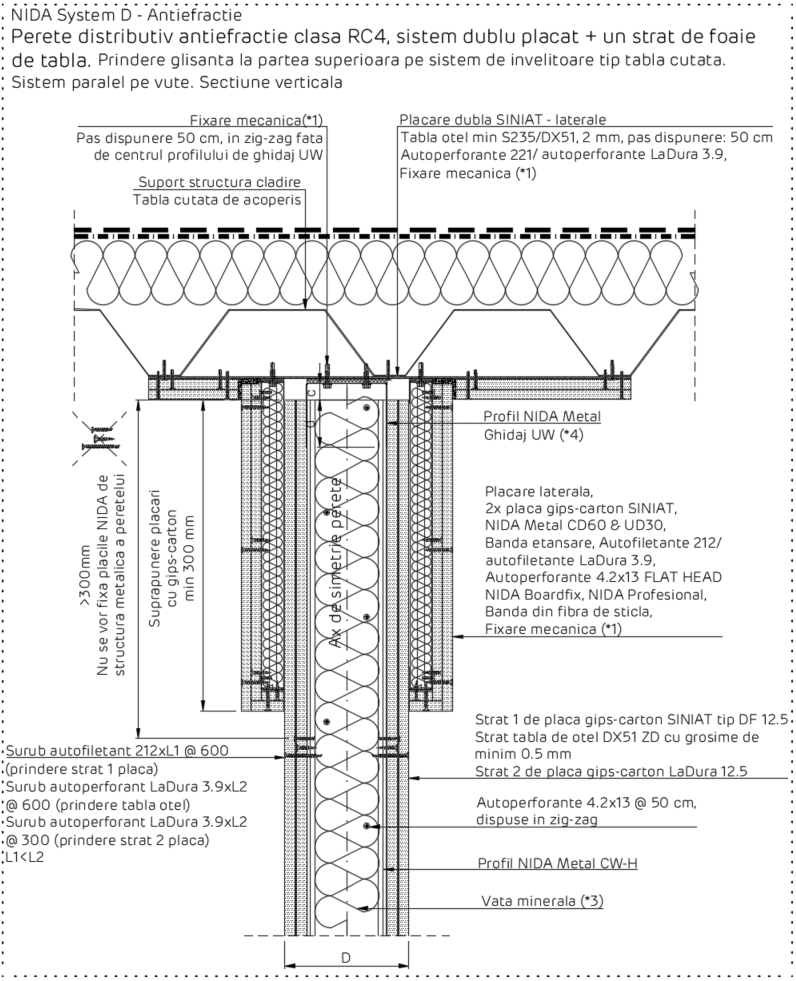 NIDA System D - Antiefractie
Perete distributiv antiefractie clasa RC4, sistem dublu placat + un strat de foaie
de tabla. Prindere glisanta la partea superioara pe sistem de invelitoare tip tabla cutata.
Sistem paralel pe vute. Sectiune verticala
Fixare mecanica(*1)
Pas dispunere 50 cm, in zig-zag fata
de centrul profilului de ghidaj UW
Suport structura cladire
Tabla cutata de acoperis
Placare dubla SINIAT - laterale
Tabla otel min S235/DX51, 2 mm, pas dispunere: 50 cm
Autoperforante 221/ autoperforante LaDura 3.9,
Fixare mecanica (*1)
C
Profil NIDA Metal
Ghidaj UW (*4)
>300mm
Nu se vor fixa placile NIDA de
structura metalica a peretelui
Suprapunere placari
cu gips-carton
min 300 mm
Ax de simetrie perete
Placare laterala,
2x placa gips-carton SINIAT,
NIDA Metal CD60 & UD30,
Banda etansare, Autofiletante 212/
autofiletante LaDura 3.9,
Autoperforante 4.2x13 FLAT HEAD
NIDA Boardfix, NIDA Profesional,
Banda din fibra de sticla,
Fixare mecanica (*1)
Surub autofiletant 212xL1 @ 600
(prindere strat 1 placa)
Surub autoperforant LaDura 3.9xL2
@ 600 (prindere tabla otel)
Surub autoperforant LaDura 3.9xL2
@ 300 (prindere strat 2 placa)
L1<L2
Strat 1 de placa gips-carton SINIAT tip DF 12.5
Strat tabla de otel DX51 ZD cu grosime de
minim 0.5 mm
Strat 2 de placa gips-carton LaDura 12.5
Autoperforante 4.2x13 @ 50 cm,
dispuse in zig-zag
Profil NIDA Metal CW-H
Vata minerala (*3)
D